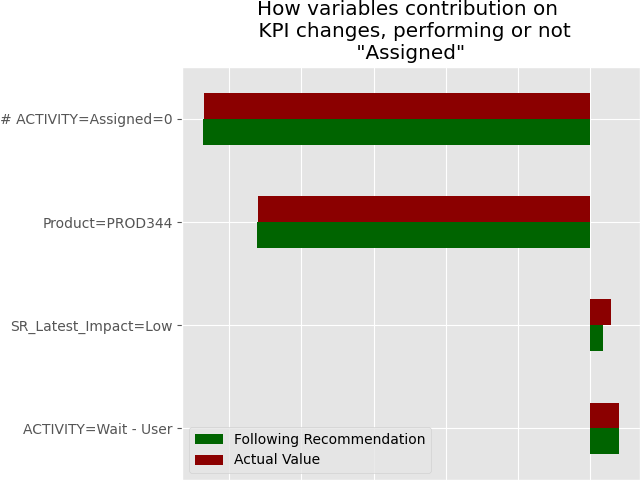 How variables contribution on
KPI changes, performing or not
"Assigned"
# ACTIVITY=Assigned=0
Product=PROD344
SR_Latest_Impact=Low
ACTIVITY=Wait - User
Following Recommendation
Actual Value